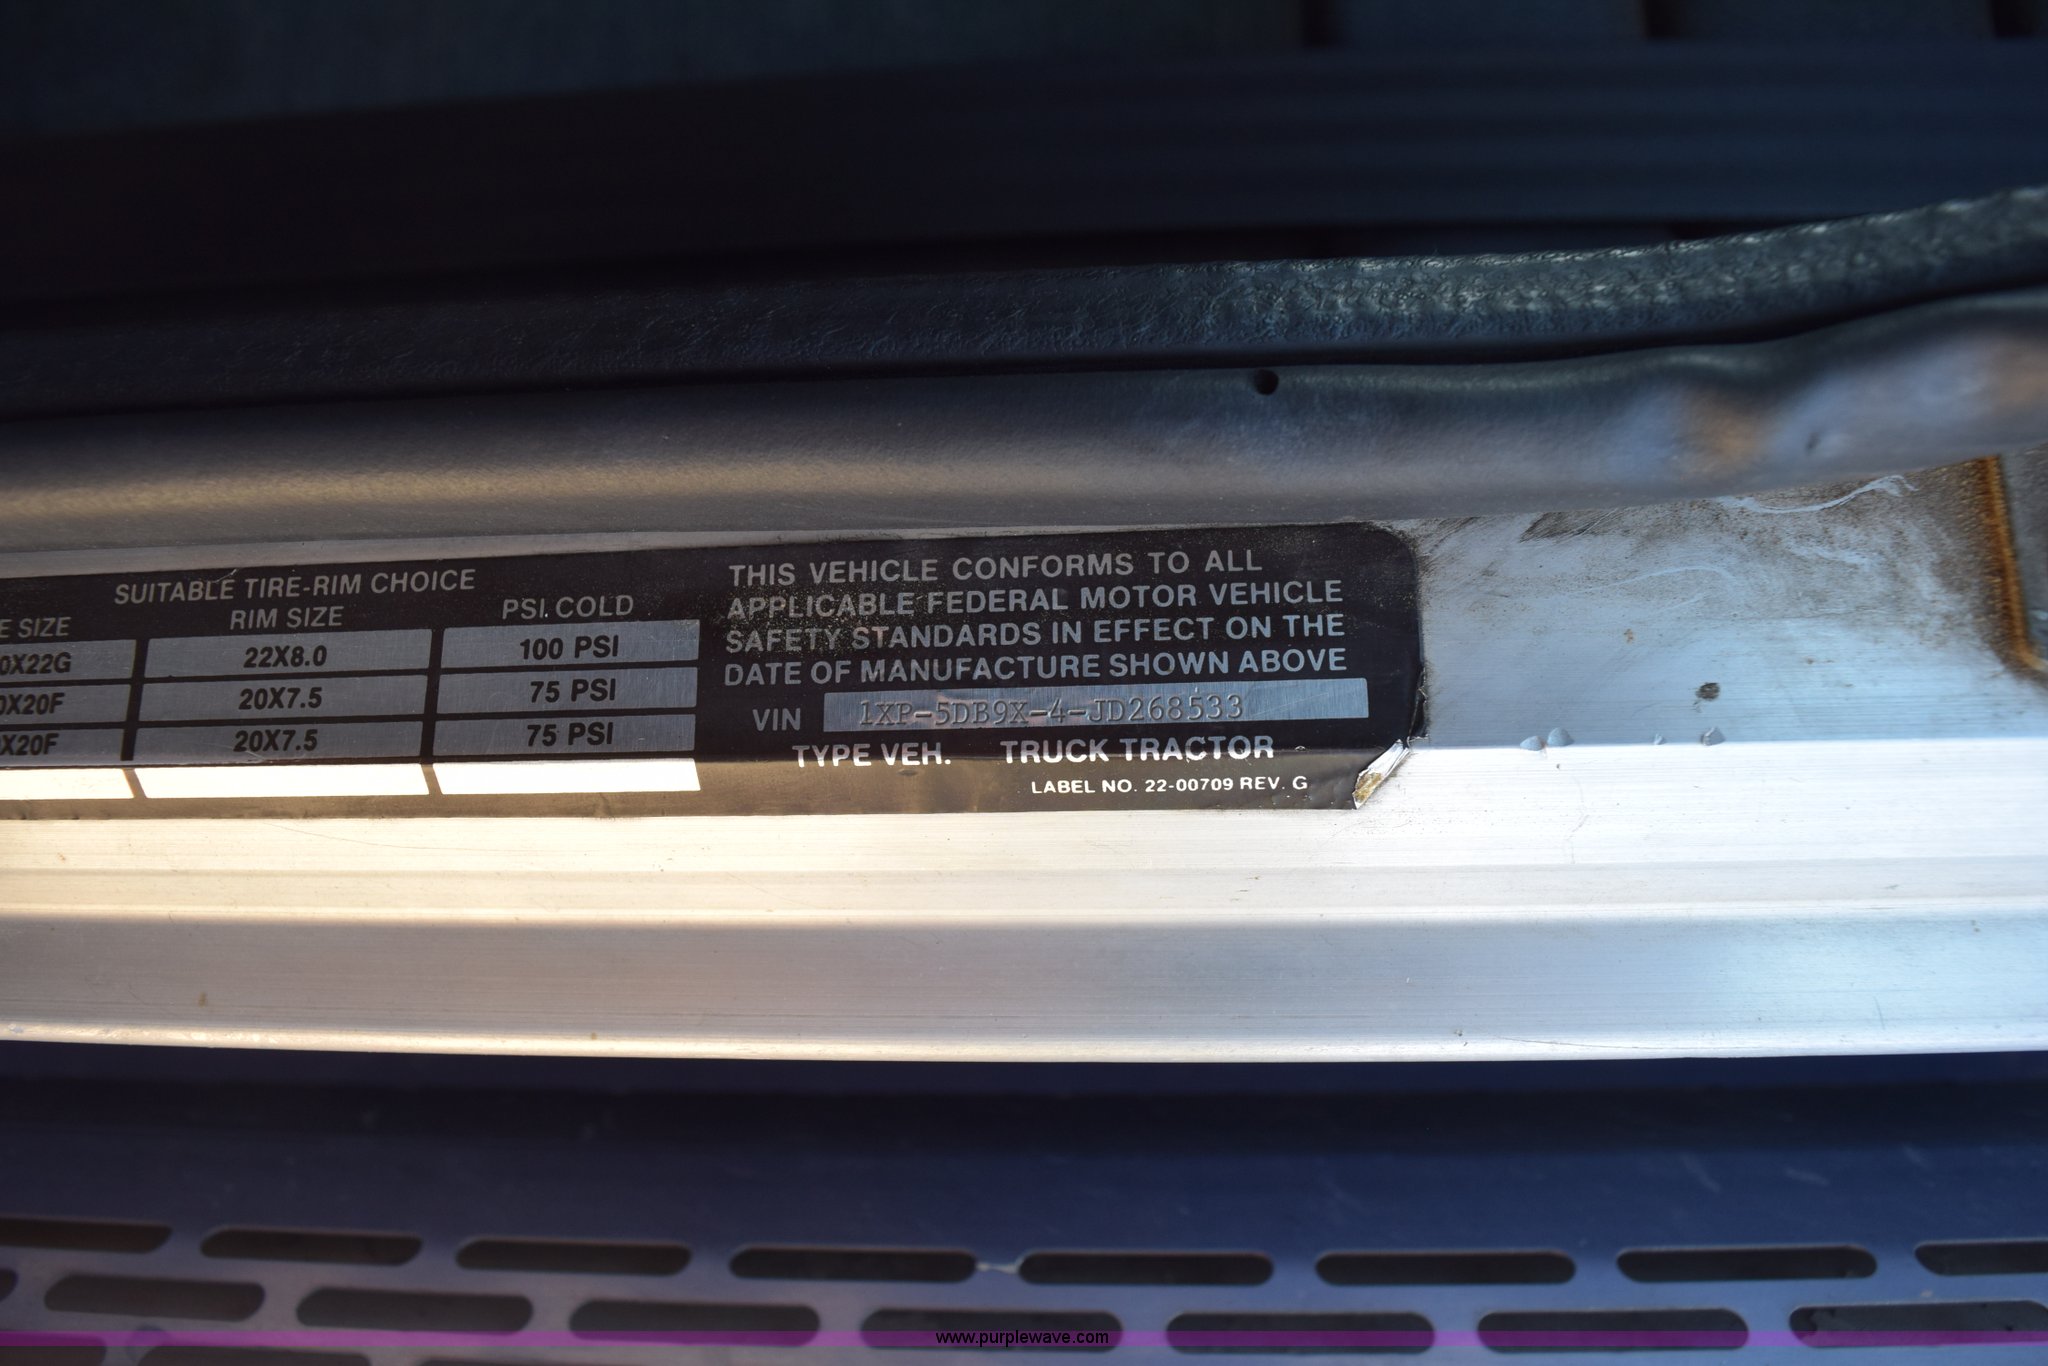 SUITABLE TIRE-RIM CHOICE
E SIZE RIM SIZE PSI. COLD
0X22G 22X8.0 100 PSI
0X20F 20X7.5 75 PSI
X20F 20X7.5 75 PSI
THIS VEHICLE CONFORMS TO ALL
APPLICABLE FEDERAL MOTOR VEHICLE
SAFETY STANDARDS IN EFFECT ON THE
DATE OF MANUFACTURE SHOWN ABOVE
VIN 1XP-5DB9X-4-JD268533
TYPE VEH. TRUCK TRACTOR
LABEL NO. 22-00709 REV. G
www.purplewave.com